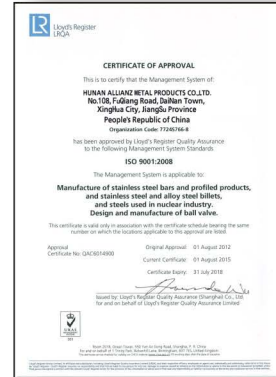 Lloyd's Register
LRQA
CERTIFICATE OF APPROVAL
This is to certify that the Management System of:
HUNAN ALLIANZ METAL PRODUCTS CO.,LTD.
No.108, FuQiang Road, DaiNan Town,
XingHua City, JiangSu Province
People's Republic of China
Organization Code: 77245766-8
has been approved by Lloyd's Register Quality Assurance
to the following Management System Standards
ISO 9001:2008
The Management System is applicable to:
Manufacture of stainless steel bars and profiled products,
and stainless steel and alloy steel billets,
and steels used in nuclear industry.
Design and manufacture of ball valve.
This certificate is valid only in association with the certificate schedule bearing the same
number on which the locations applicable to this approval are listed.
Approval
Certificate No: QAC6014900
Original Approval: 01 August 2012
Current Certificate: 01 August 2015
Certificate Expiry: 31 July 2018
Issued by: Lloyd's Register Quality Assurance (Shanghai) Co., Ltd.
for and on behalf of Lloyd's Register Quality Assurance Limited
UKAS